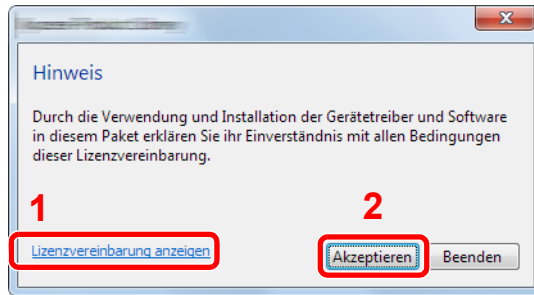 Hinweis
Durch die Verwendung und Installation der Gerätetreiber und Software
in diesem Paket erklären Sie ihr Einverständnis mit allen Bedingungen
dieser Lizenzvereinbarung.
1
2
Lizenzvereinbarung anzeigen
Akzeptieren
Beenden